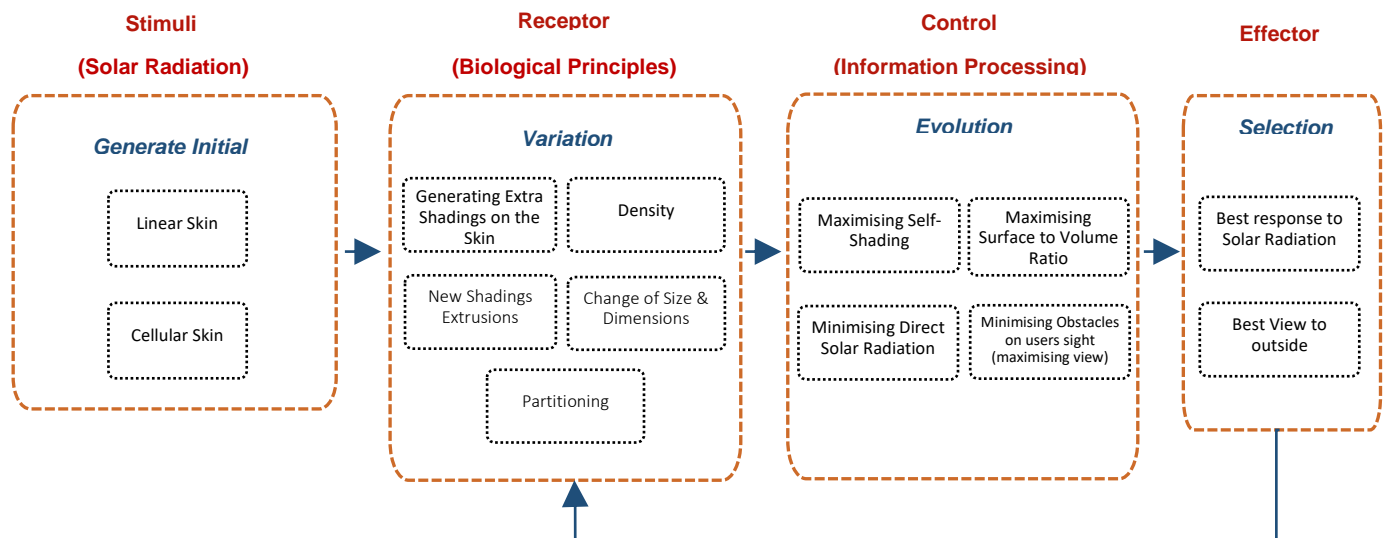 Stimuli
(Solar Radiation)
Generate Initial
Linear Skin
Cellular Skin
Receptor
(Biological Principles)
Variation
Generating Extra
Shadings on the
Skin
Density
New Shadings
Extrusions
Change of Size &
Dimensions
Partitioning
Control
(Information Processing)
Evolution
Maximising Self-
Shading
Maximising
Surface to Volume
Ratio
Minimising Direct
Solar Radiation
Minimising Obstacles
on users sight
(maximising view)
Effector
Selection
Best response to
Solar Radiation
Best View to
outside